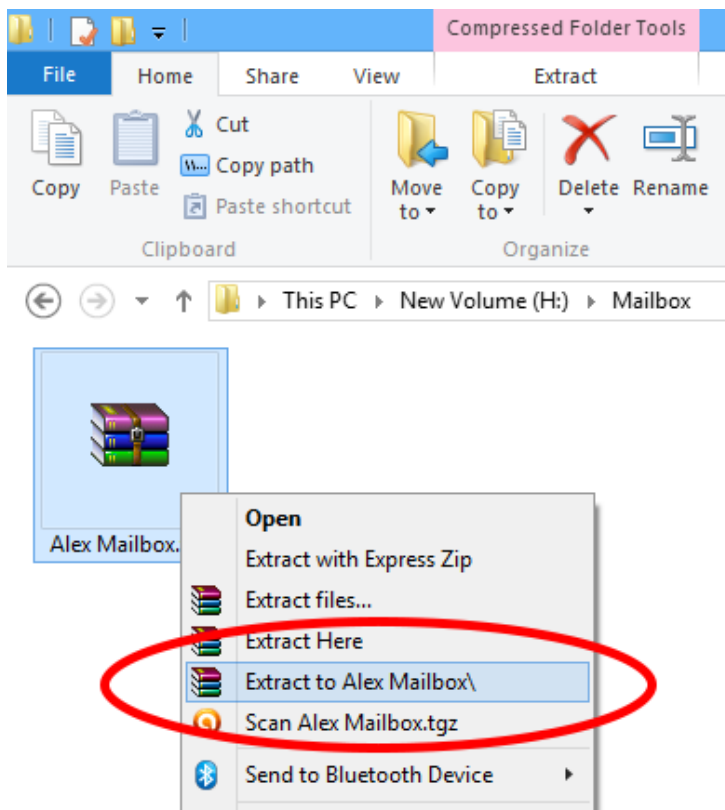 Compressed Folder Tools
File Home Share View Extract
Copy
Paste
Cut
Copy path
Paste shortcut
Move to
Copy to
Delete
Rename
Clipboard
Organize
This PC New Volume (H:) Mailbox
Alex Mailbox.
Open
Extract with Express Zip
Extract files...
Extract Here
Extract to Alex Mailbox\
Scan Alex Mailbox.tgz
Send to Bluetooth Device